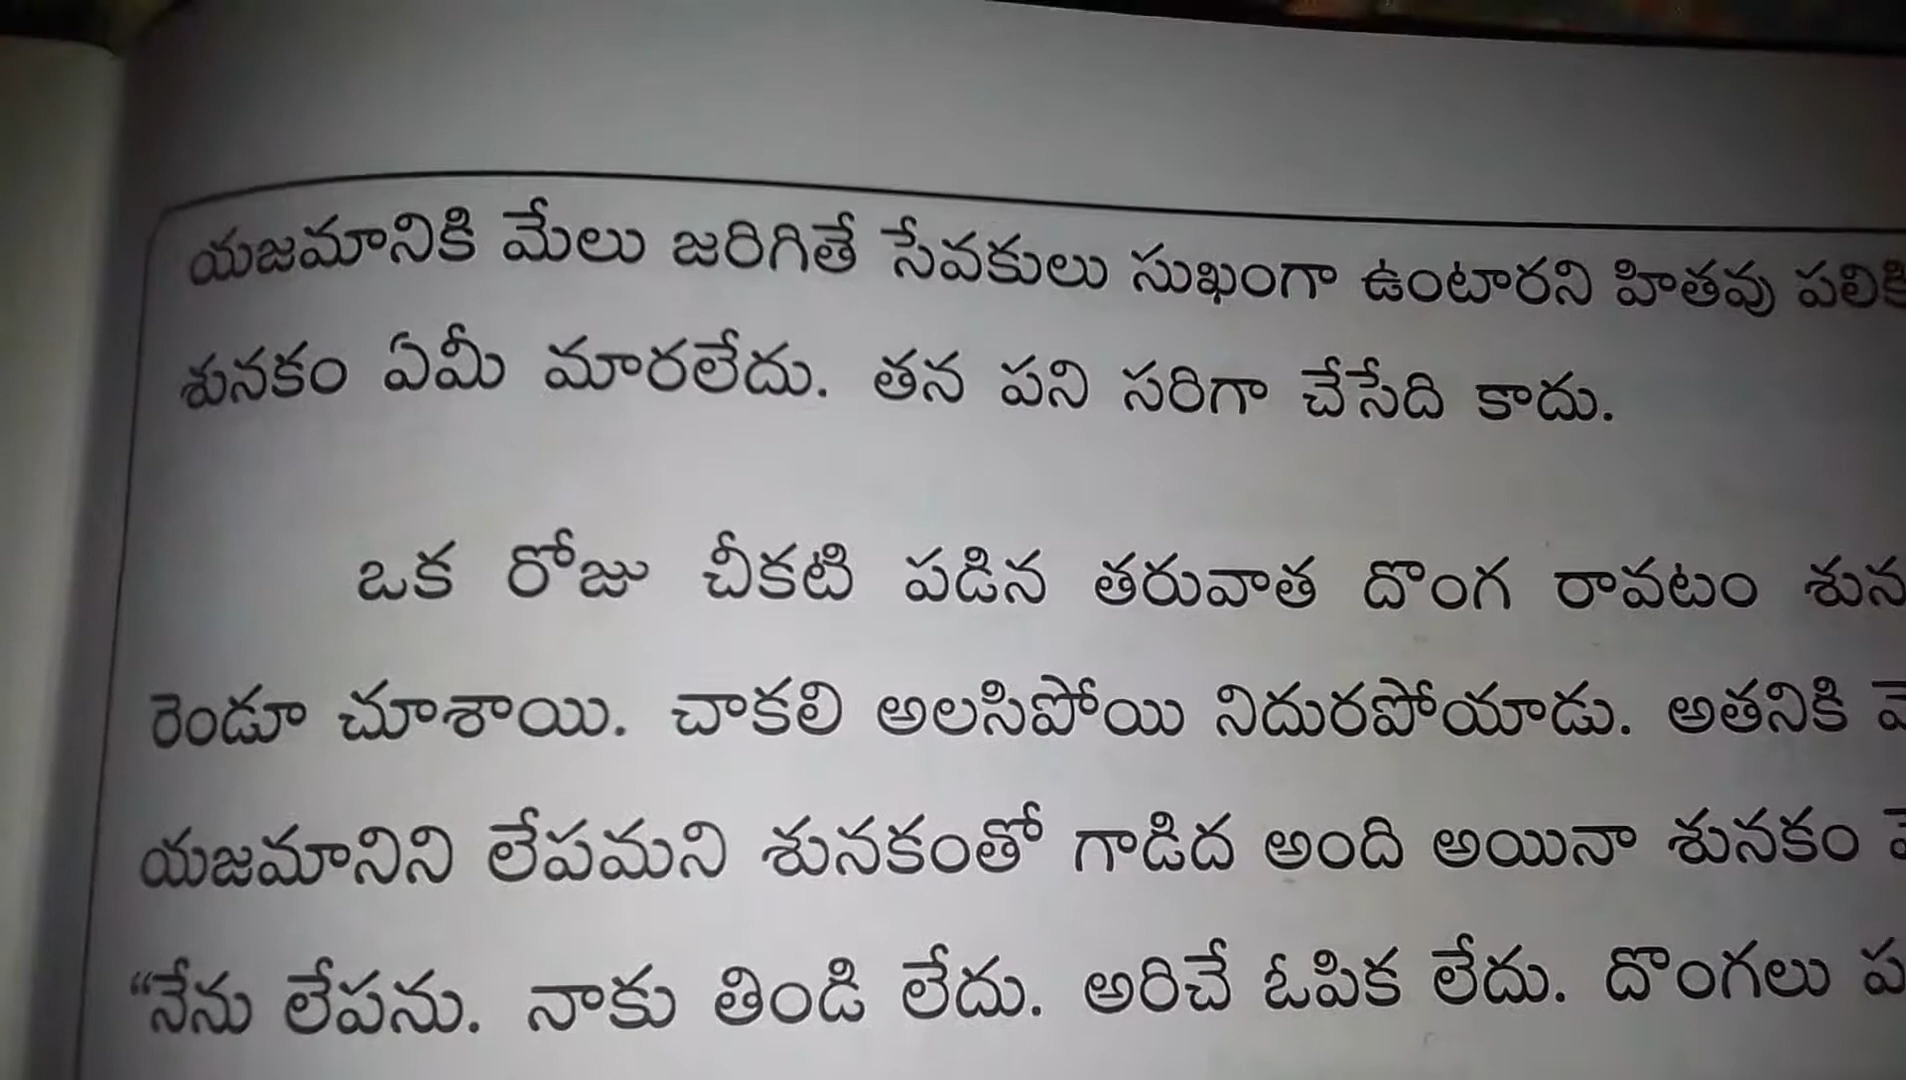 యజమానికి మేలు జరిగితే సేవకులు సుఖంగా ఉంటారని హితవు పలికి
శునకం ఏమీ మారలేదు. తన పని సరిగా చేసేది కాదు.
ఒక రోజు చీకటి పడిన తరువాత దొంగ రావటం శున
రెండూ చూశాయి. చాకలి అలసిపోయి నిదురపోయాడు. అతనికి
యజమానిని లేపమని శునకంతో గాడిద అంది అయినా శునకం
“నేను లేపను. నాకు తిండి లేదు. అరిచే ఓపిక లేదు. దొంగలు ప